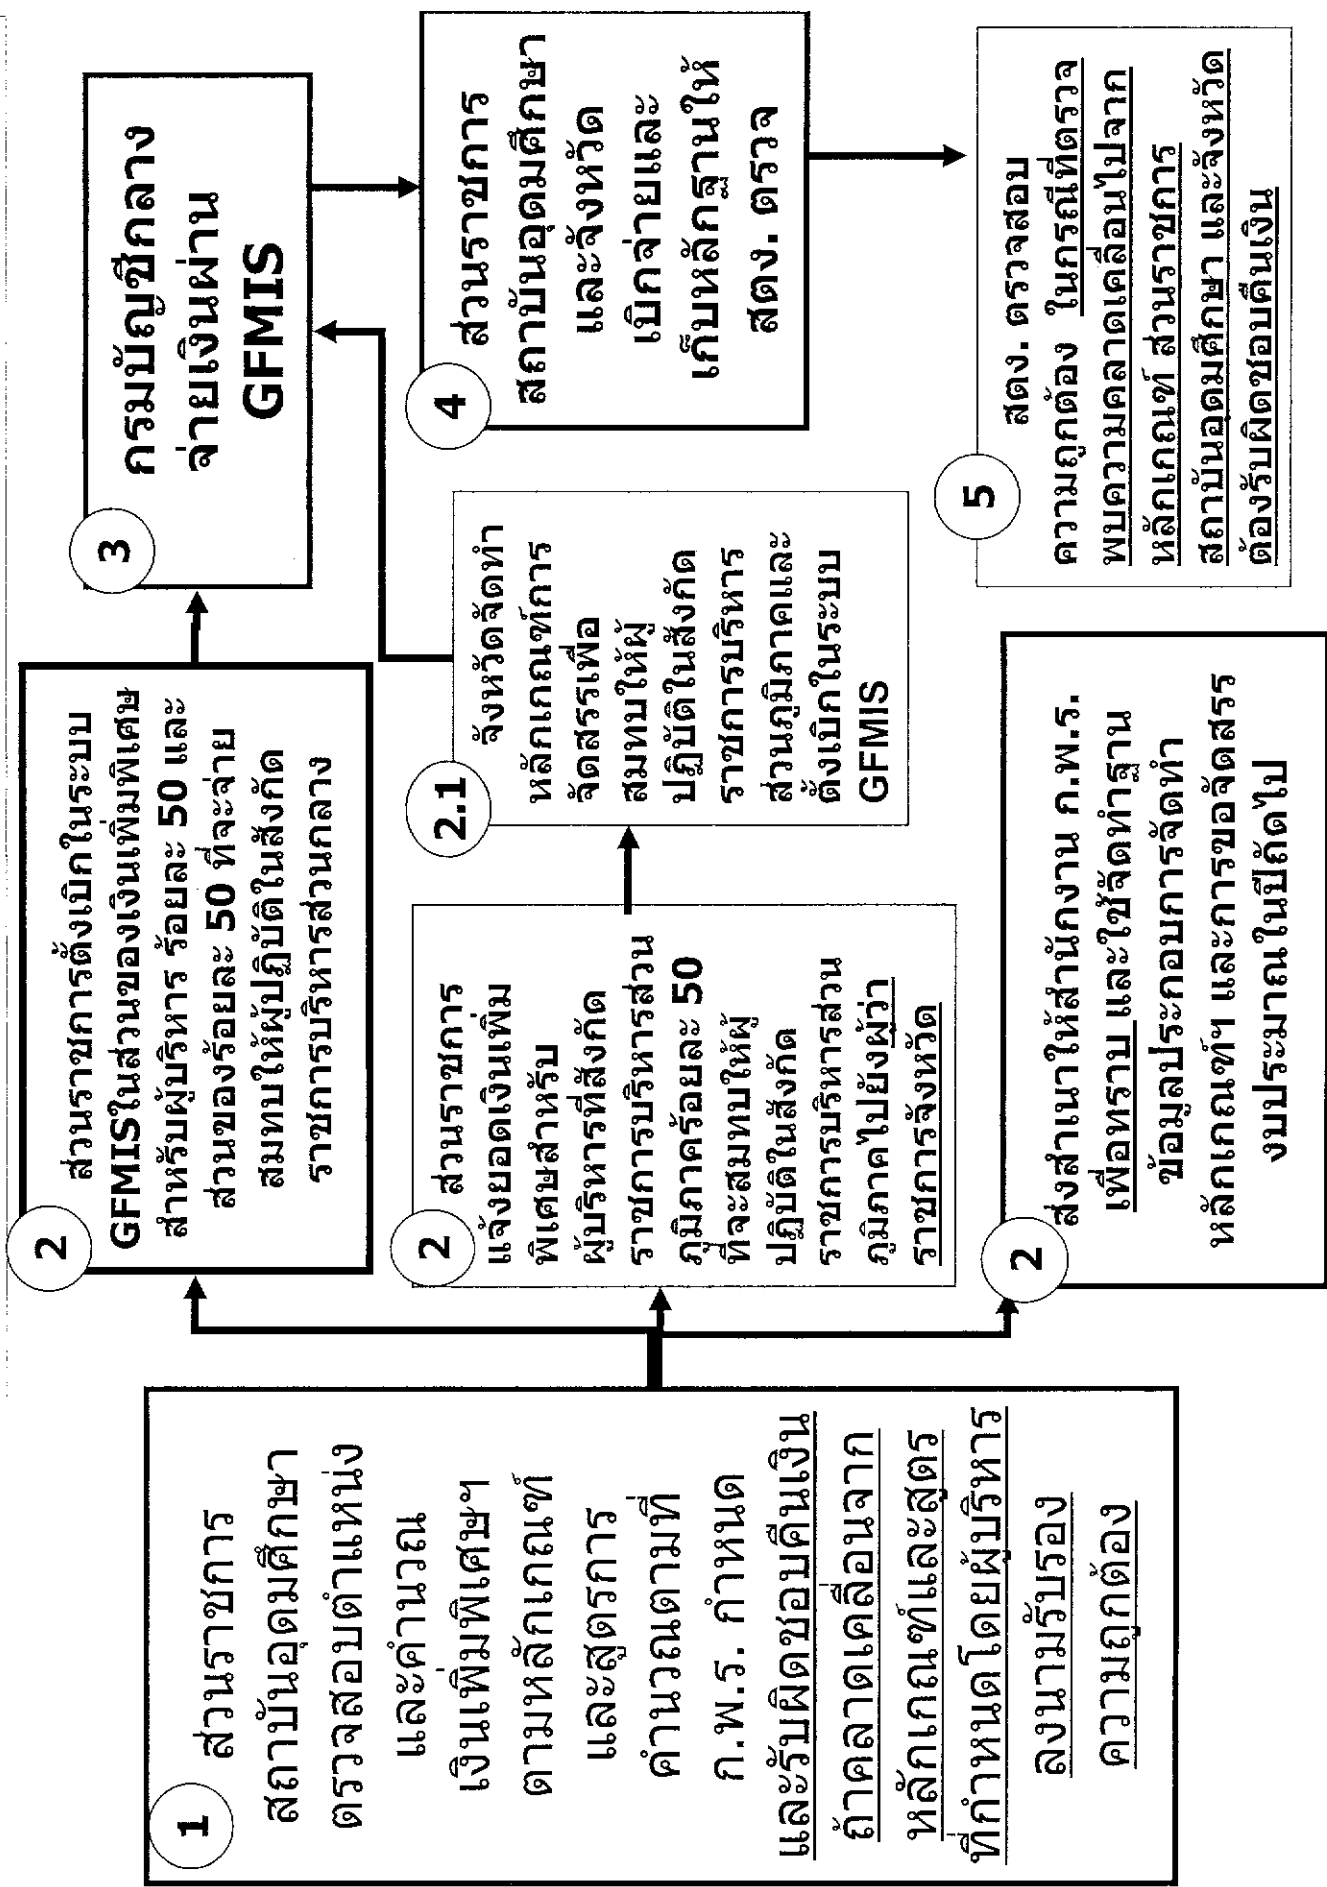 1
ส่วนราชการ
สถาบันอุดมศึกษา
ตรวจสอบตำแหน่ง
และคำนวณ
เงินเพิ่มพิเศษฯ
ตามหลักเกณฑ์
และสูตรการ
คำนวณตามที่
ก.พ.ร. กำหนด
และรับผิดชอบคืนเงิน
ถ้าคลาดเคลื่อนจาก
หลักเกณฑ์และสูตร
ที่กำหนดโดยผู้บริหาร
ลงนามรับรอง
ความถูกต้อง
2
ส่วนราชการตั้งเบิกในระบบ
GFMISในส่วนของเงินเพิ่มพิเศษ
สำหรับผู้บริหาร ร้อยละ 50 และ
ส่วนของร้อยละ 50 ที่จะจ่าย
สมทบให้ผู้ปฏิบัติในสังกัด
ราชการบริหารส่วนกลาง
2
ส่วนราชการ
แจ้งยอดเงินเพิ่ม
พิเศษสำหรับ
ผู้บริหารที่สังกัด
ราชการบริหารส่วน
ภูมิภาคร้อยละ 50
ที่จะสมทบให้ผู้
ปฏิบัติในสังกัด
ราชการบริหารส่วน
ภูมิภาคไปยังผู้ว่า
ราชการจังหวัด
2
ส่งสำเนาให้สำนักงาน ก.พ.ร.
เพื่อทราบ และใช้จัดทำฐาน
ข้อมูลประกอบการจัดทำ
หลักเกณฑ์ฯ และการขอจัดสรร
งบประมาณในปีถัดไป
2.1
จังหวัดจัดทำ
หลักเกณฑ์การ
จัดสรรเพื่อ
สมทบให้ผู้
ปฏิบัติในสังกัด
ราชการบริหาร
ส่วนภูมิภาคและ
ตั้งเบิกในระบบ
GFMIS
3
กรมบัญชีกลาง
จ่ายเงินผ่าน
GFMIS
4
ส่วนราชการ
สถาบันอุดมศึกษา
และจังหวัด
เบิกจ่ายและ
เก็บหลักฐานให้
สตง. ตรวจ
5
สตง. ตรวจสอบ
ความถูกต้อง ในกรณีที่ตรวจ
พบความคลาดเคลื่อนไปจาก
หลักเกณฑ์ ส่วนราชการ
สถาบันอุดมศึกษา และจังหวัด
ต้องรับผิดชอบคืนเงิน